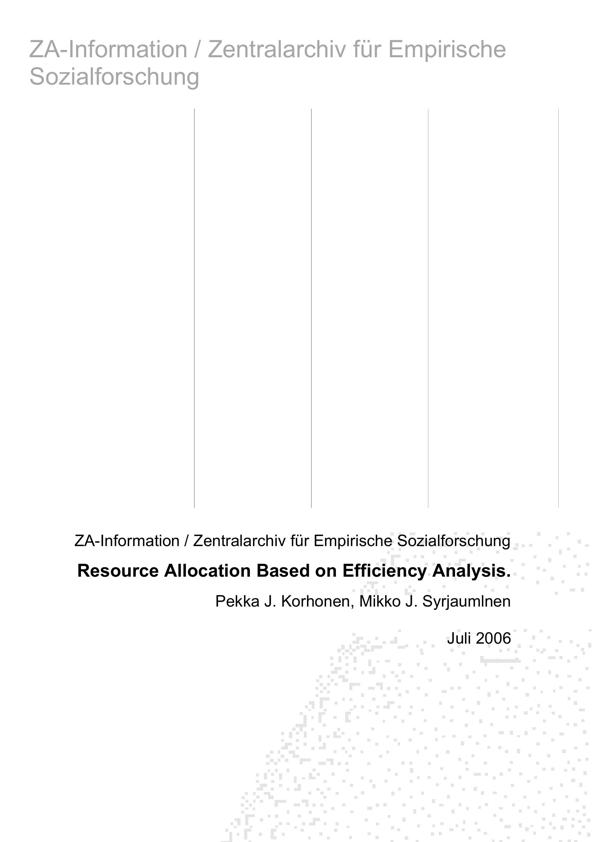 ZA-Information / Zentralarchiv für Empirische
Sozialforschung
ZA-Information / Zentralarchiv für Empirische Sozialforschung
Resource Allocation Based on Efficiency Analysis.
Pekka J. Korhonen, Mikko J. Syrjaumlnen
Juli 2006